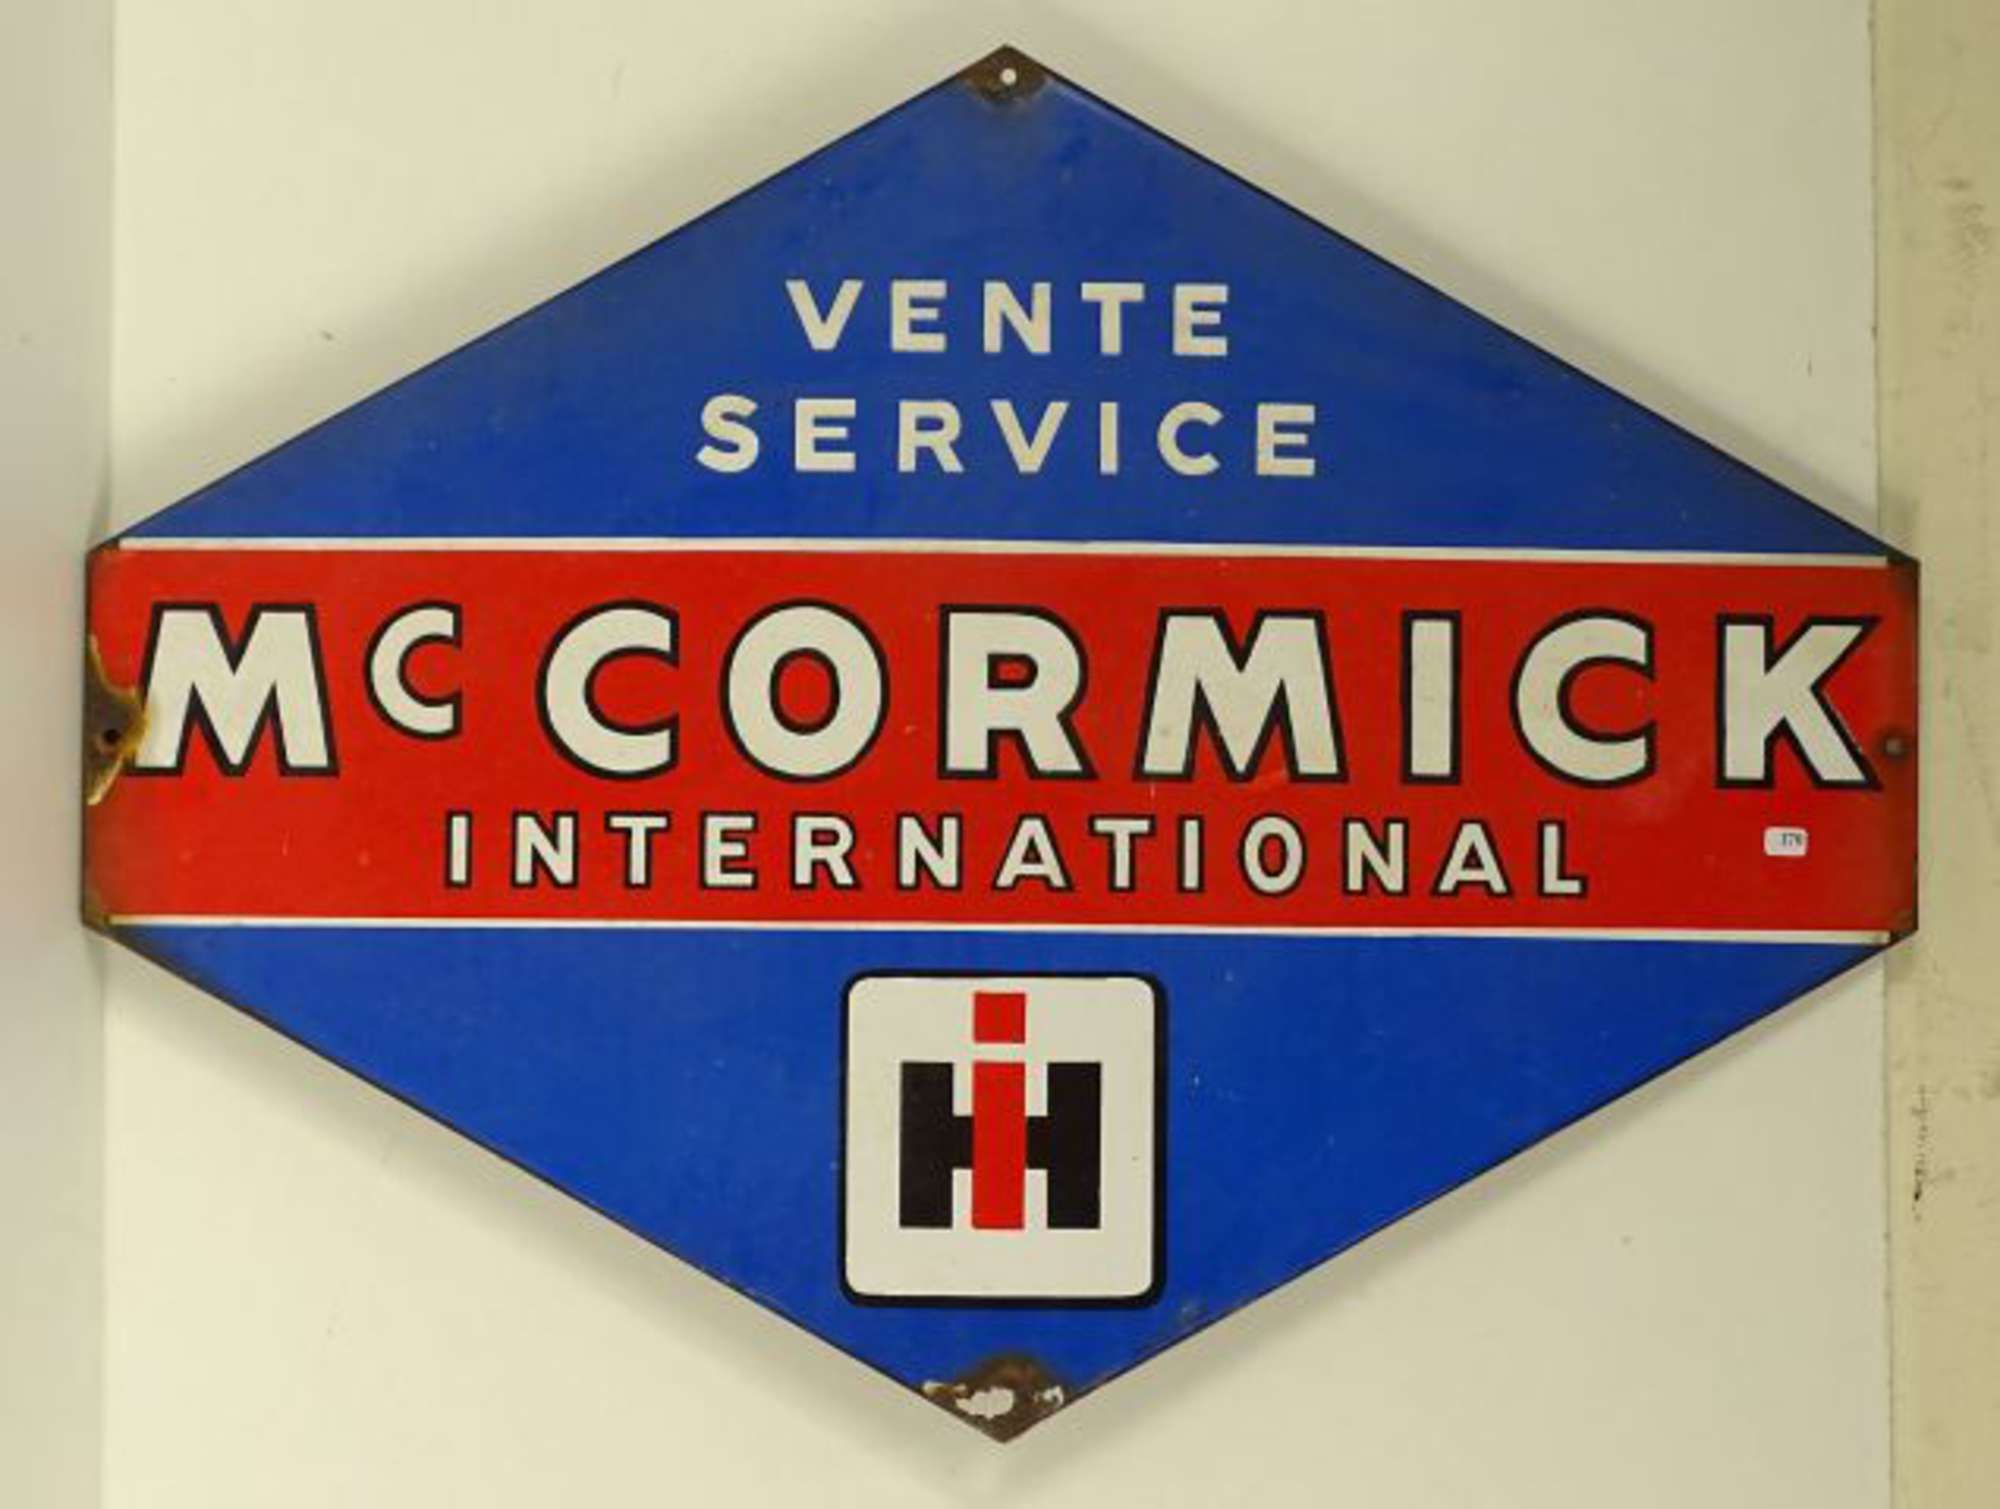 VENTE
SERVICE
McCORMICK
INTERNATIONAL
IH